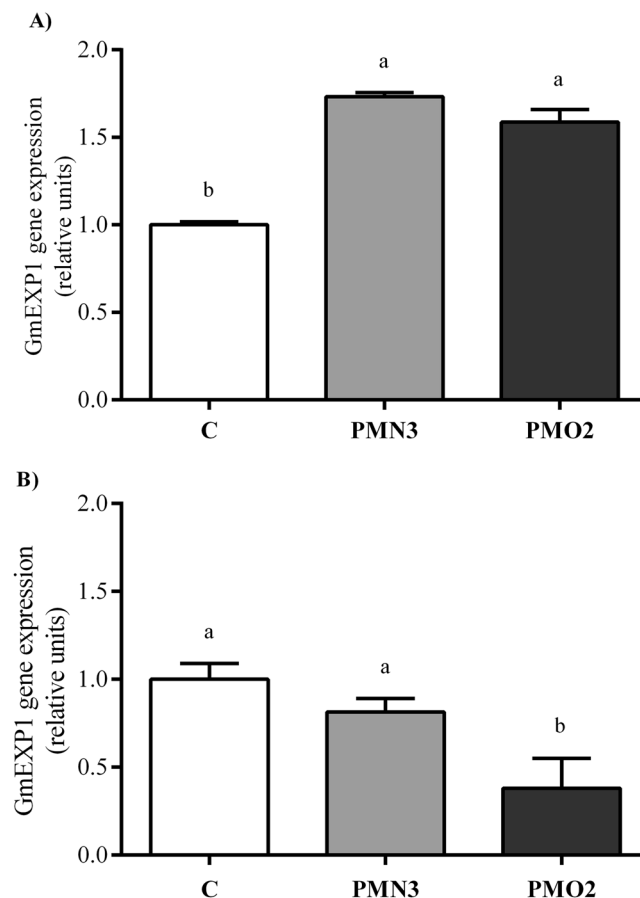 A)
GmEXP1 gene expression
(relative units)
2.0
1.5
1.0
0.5
0.0
b
a
a
C
PMN3
PMO2
B)
GmEXP1 gene expression
(relative units)
2.0
1.5
1.0
0.5
0.0
a
a
b
C
PMN3
PMO2